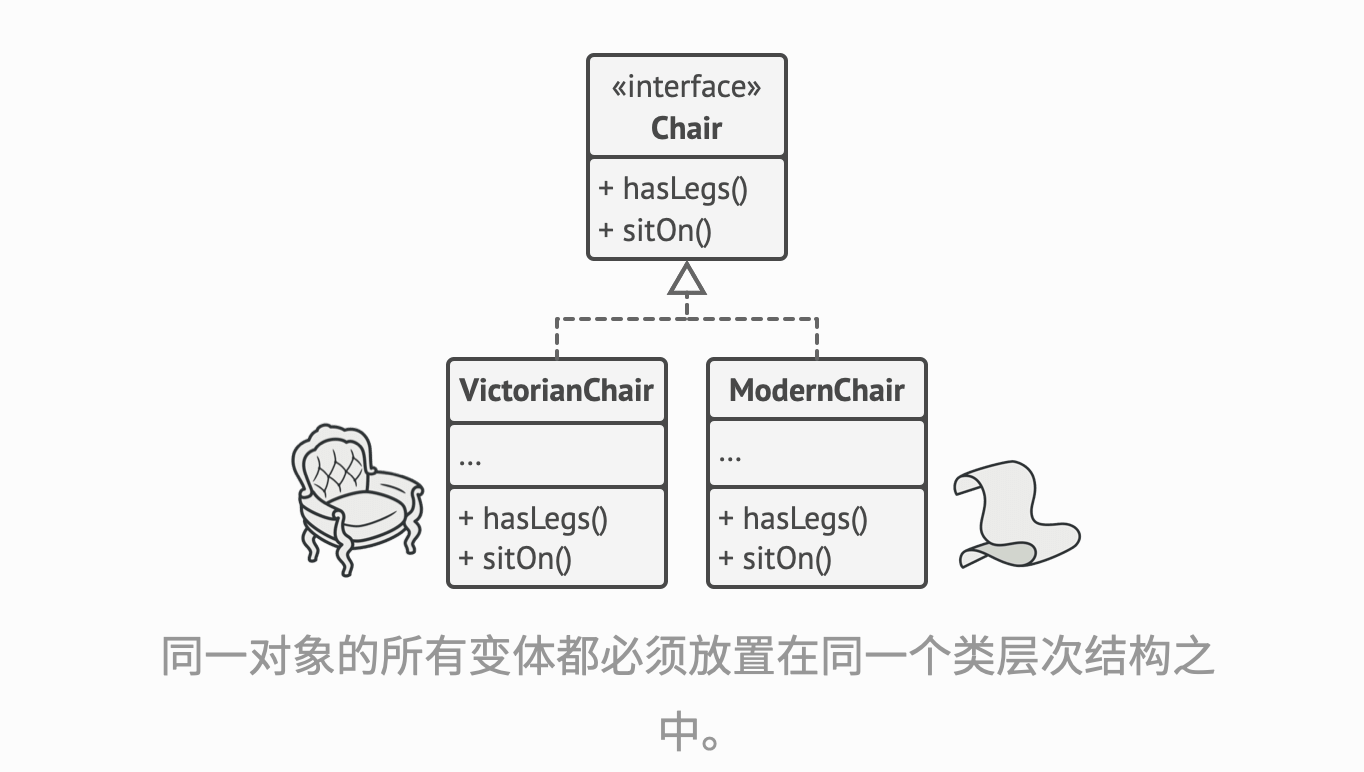 «interface»
Chair
+ hasLegs()
+ sitOn()
VictorianChair
...
+ hasLegs()
+ sitOn()
ModernChair
...
+ hasLegs()
+ sitOn()
同一对象的所有变体都必须放置在同一个类层次结构之
中。